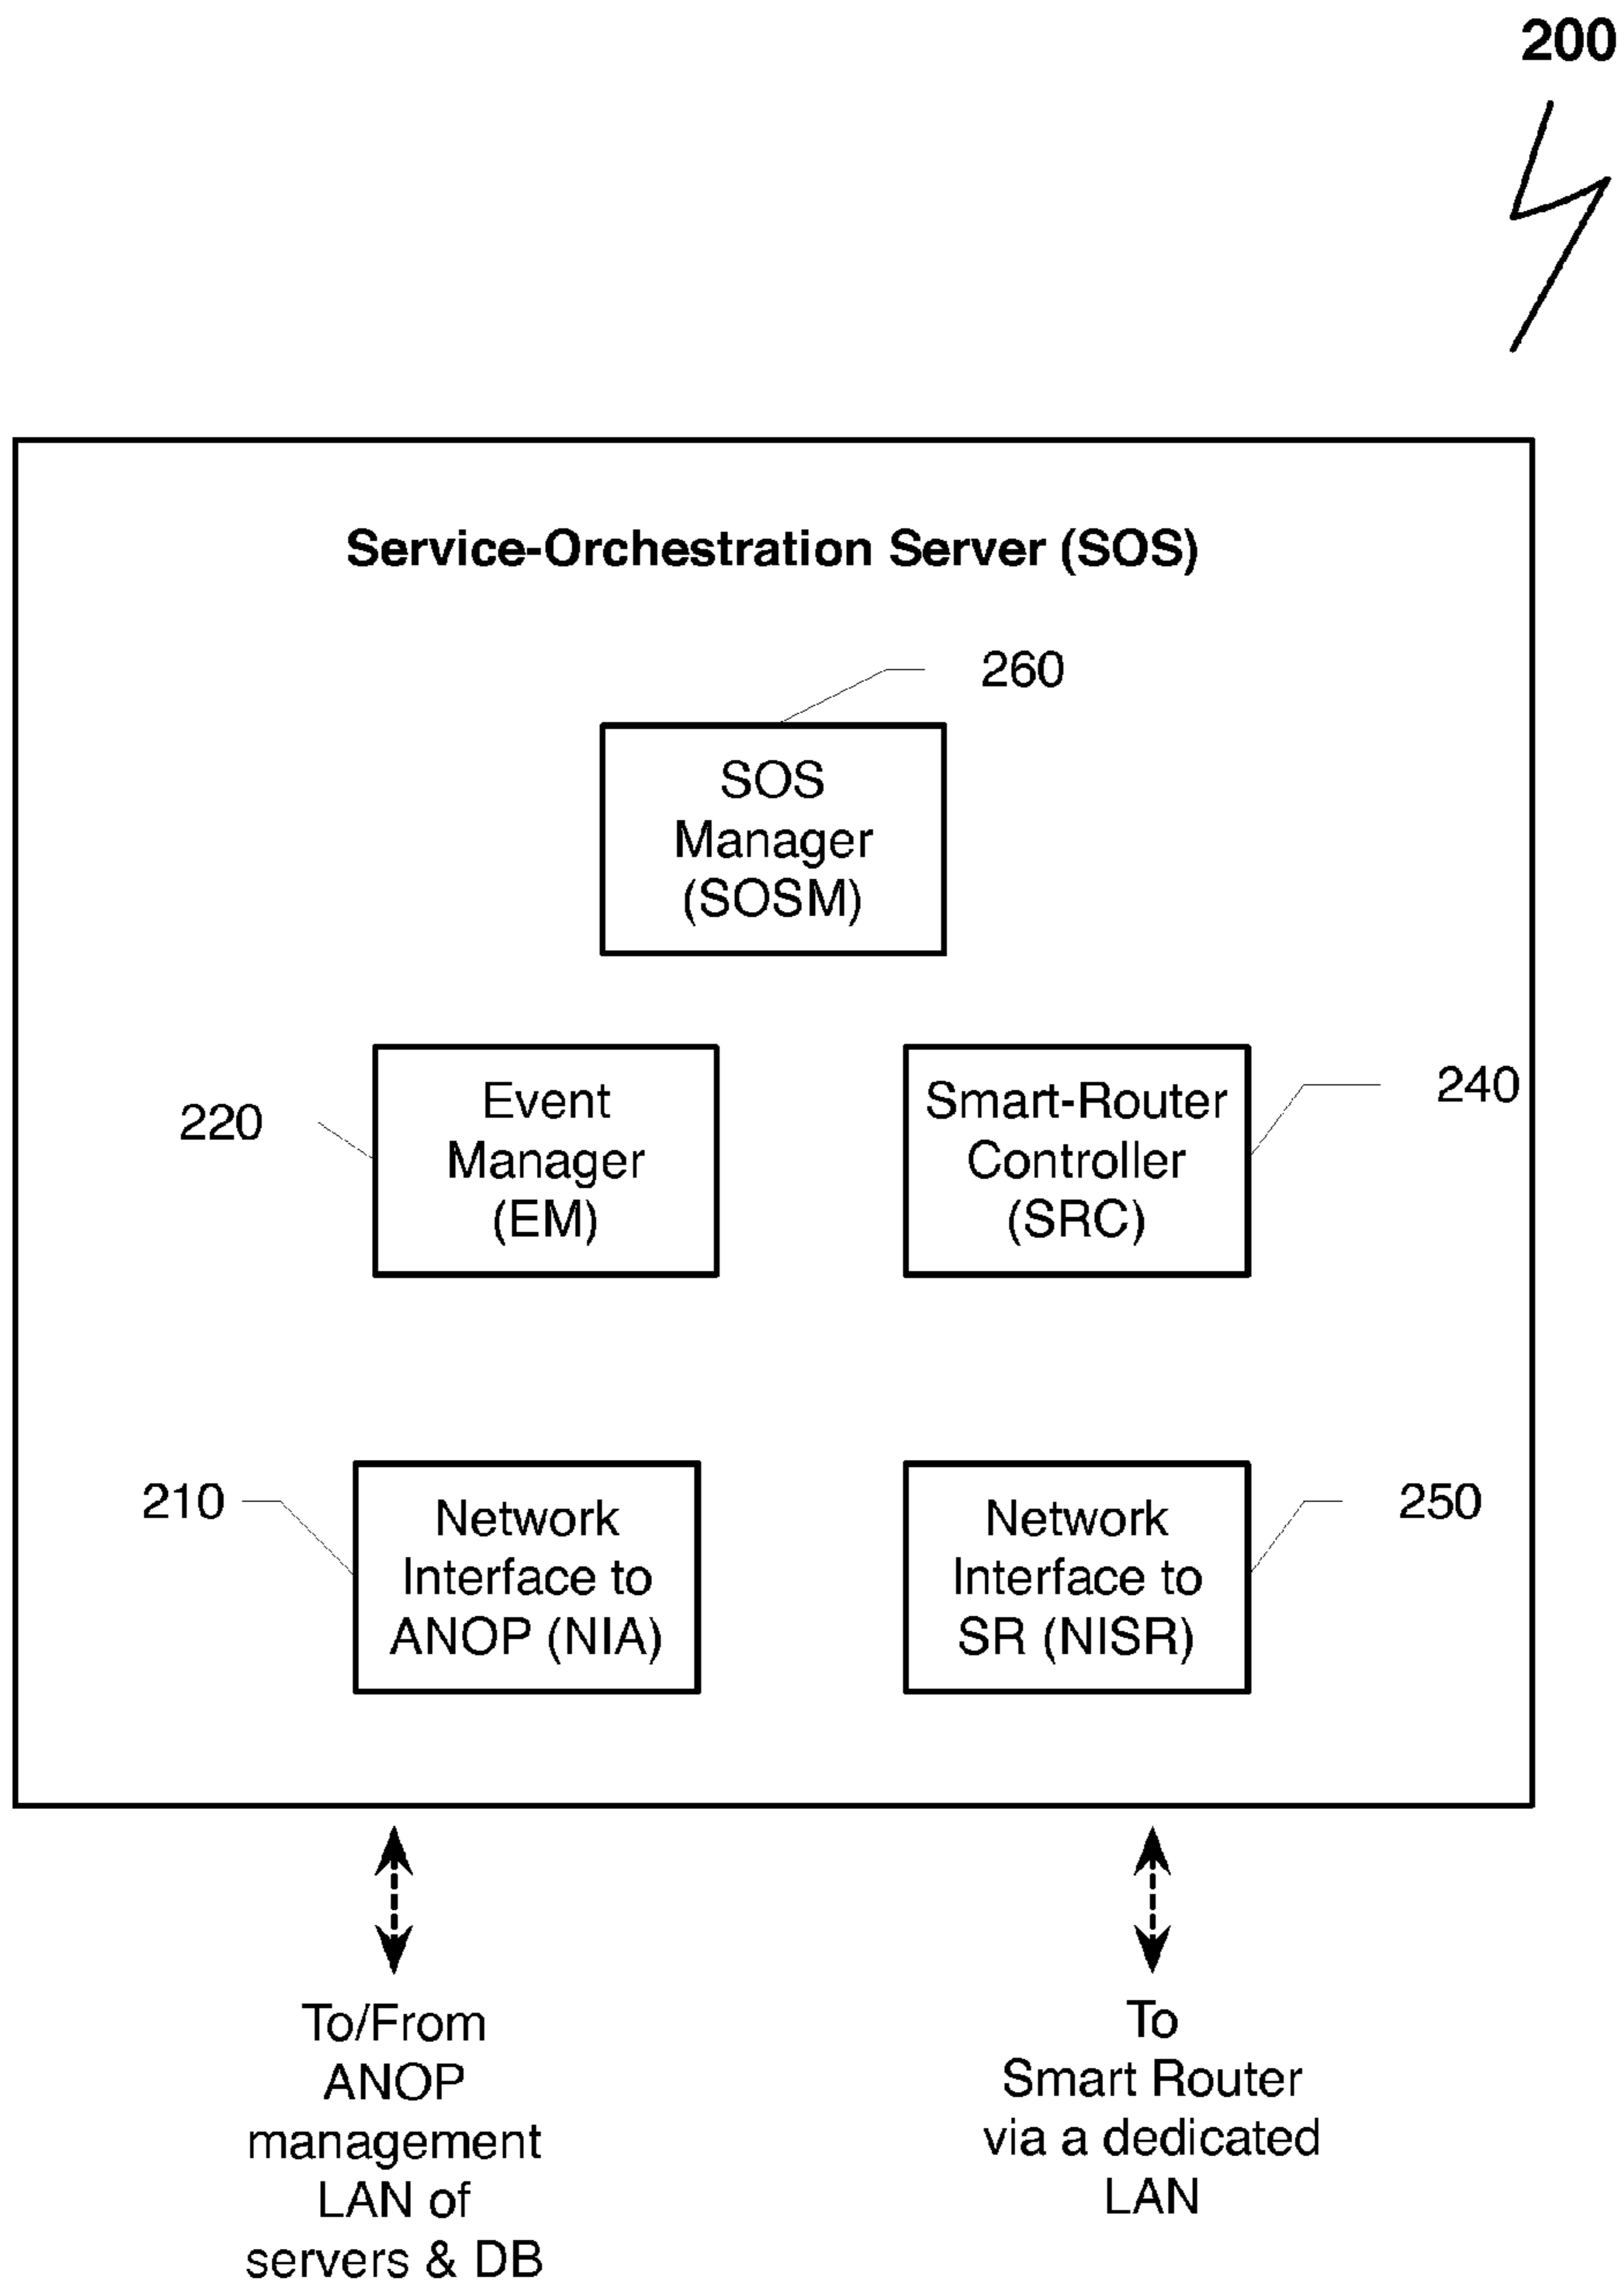 200
Service-Orchestration Server (SOS)
260
SOS
Manager
(SOSM)
220
Event
Manager
(EM)
Smart-Router
Controller
(SRC)
240
210
Network
Interface to
ANOP (NIA)
Network
Interface to
SR (NISR)
250
To/From
ANOP
management
LAN of
servers & DB
To
Smart Router
via a dedicated
LAN